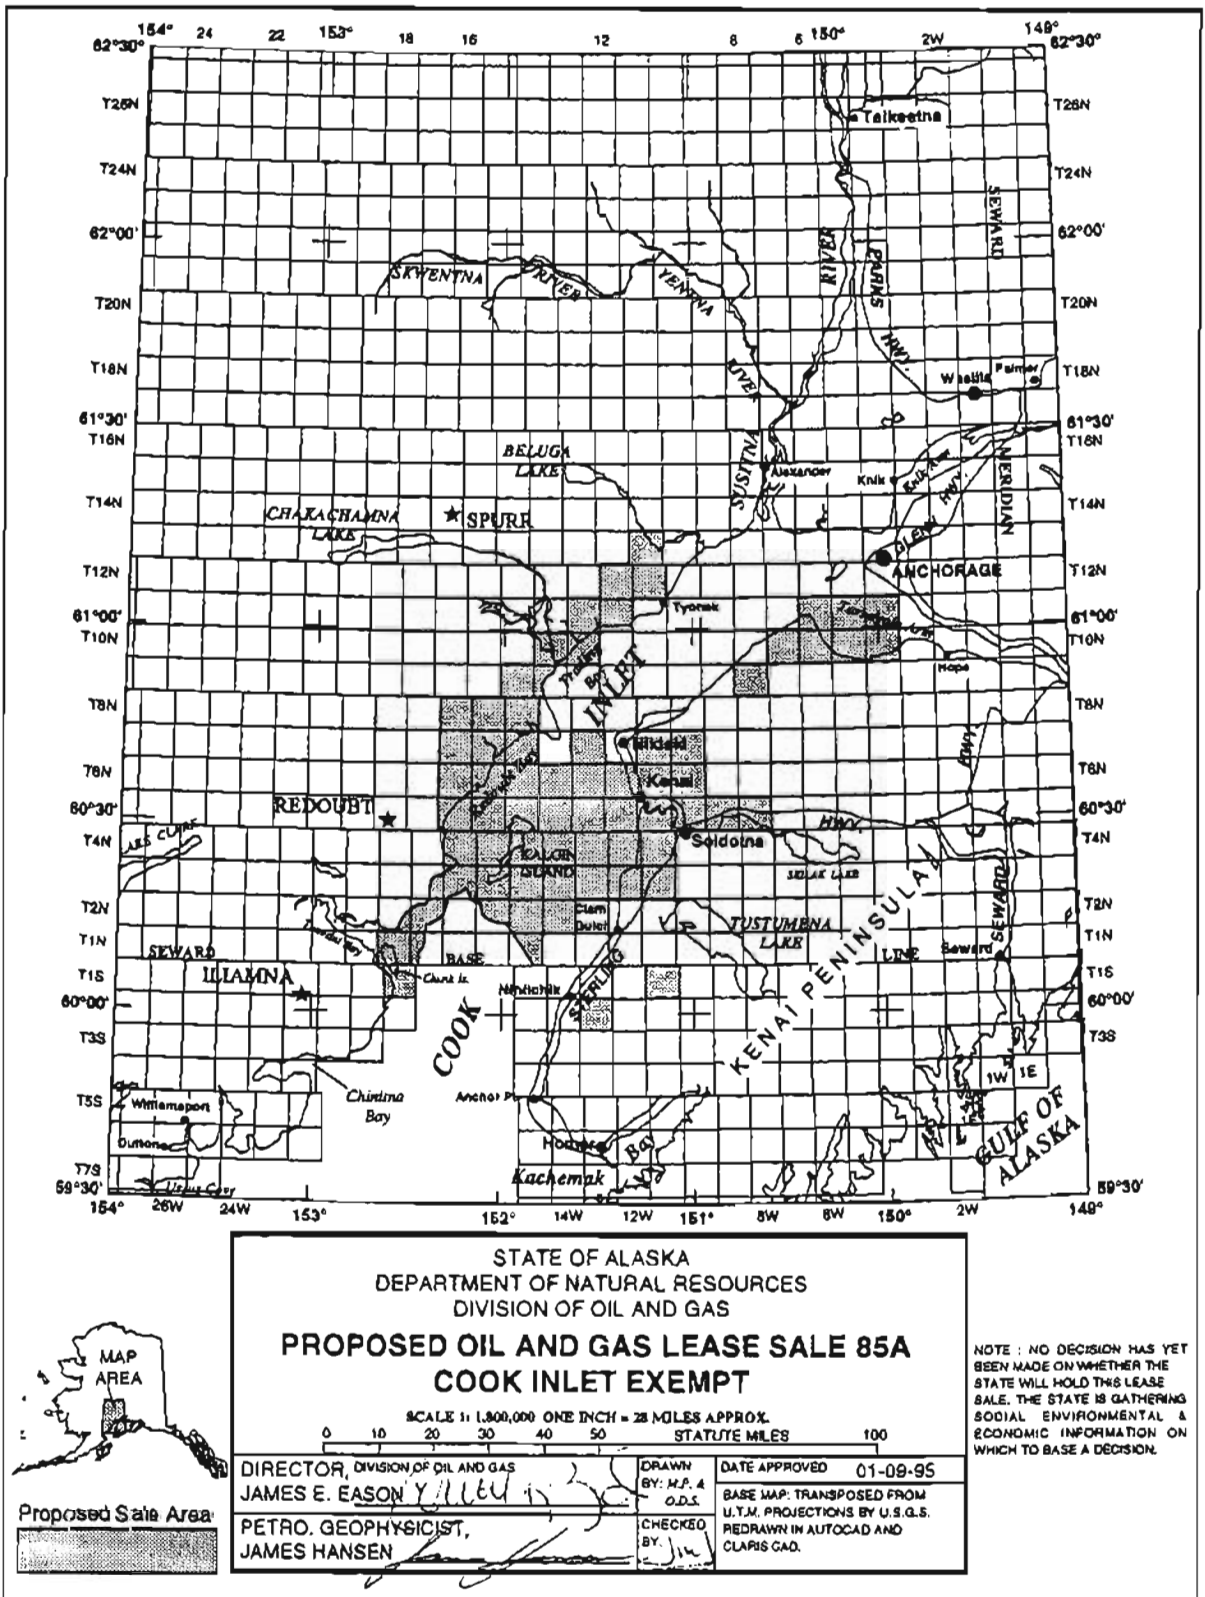 154° 24 22 153° 18 16 12 8 6 150° 2W 149°
62°30' 62°30'
T26N T26N
Talkeetna
T24N T24N
SEWARD
62°00' 62°00'
RIVER
PARKS
SKWENTNA RIVER YENTNA
T20N T20N
HWY.
T18N T18N
RIVER
Wasilla Palmer
61°30' 61°30'
T16N T16N
BELUGA
LAKE
SUSITNA
Alexander
Knik Knik Arm
HWY.
MERIDIAN
T14N T14N
CHAKACHAMNA
LAKE
SPURR
GLENN
T12N T12N
ANCHORAGE
Tyonek
61°00' 61°00'
T10N T10N
Trading
Bay
INLET
Hope
T8N T8N
Nikiski
HWY.
T6N T6N
Redoubt Bay
Kenai
REDOUBT
60°30' 60°30'
T4N T4N
HWY.
Soldotna
KALGIN
ISLAND
SKILAK LAKE
T2N T2N
Clam
Gulch
TUSTUMENA
LAKE
SEWARD
T1N T1N
Tuxedni Bay
SEWARD BASE LINE
Seward
T1S T1S
ILIAMNA
Chisik Is.
Ninilchik
STERLING
KENAI PENINSULA
60°00' 60°00'
COOK
T3S T3S
1W 1E
T5S
Williamsport
Chinitna
Bay
Anchor P
GULF OF
ALASKA
Homer
Bay
T7S
Kachemak
59°30' 59°30'
154° 26W 24W 153° 152° 14W 12W 151° 8W 150° 2W 149°
STATE OF ALASKA
DEPARTMENT OF NATURAL RESOURCES
DIVISION OF OIL AND GAS
PROPOSED OIL AND GAS LEASE SALE 85A
COOK INLET EXEMPT
SCALE 1: 1,800,000 ONE INCH = 28 MILES APPROX.
0 10 20 30 40 50 STATUTE MILES 100
DIRECTOR, DIVISION OF OIL AND GAS
JAMES E. EASON
PETRO. GEOPHYSICIST,
JAMES HANSEN
DRAWN
BY: M.P. &
O.D.S.
CHECKED
BY:
DATE APPROVED 01-09-95
BASE MAP: TRANSPOSED FROM
U.T.M. PROJECTIONS BY U.S.G.S.
REDRAWN IN AUTOCAD AND
CLARIS CAD.
NOTE : NO DECISION HAS YET
BEEN MADE ON WHETHER THE
STATE WILL HOLD THIS LEASE
SALE. THE STATE IS GATHERING
SOCIAL ENVIRONMENTAL &
ECONOMIC INFORMATION ON
WHICH TO BASE A DECISION.
MAP
AREA
Proposed Sale Area